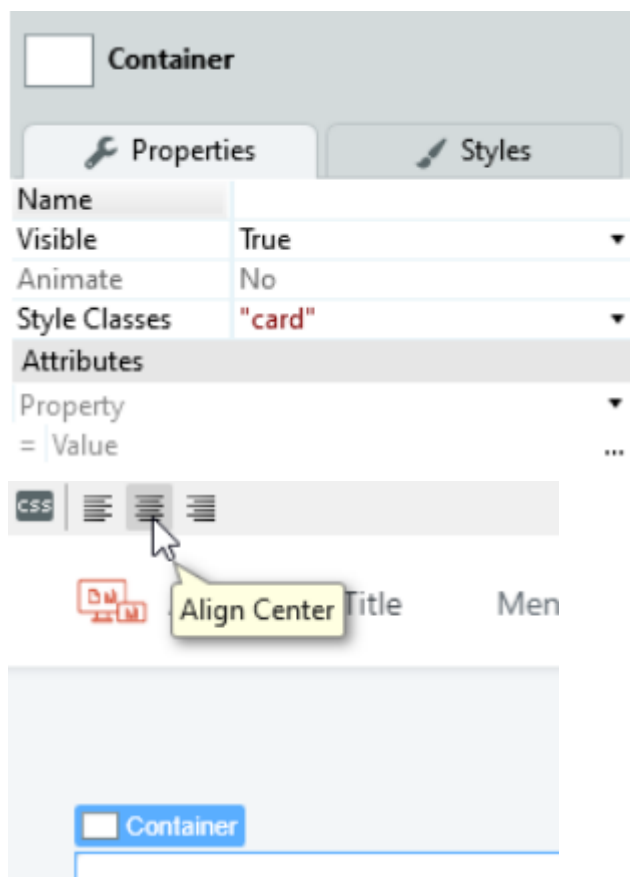 Container
Properties Styles
Name
Visible True
Animate No
Style Classes "card"
Attributes
Property
= Value ...
css
Align Center
Title Men
Container